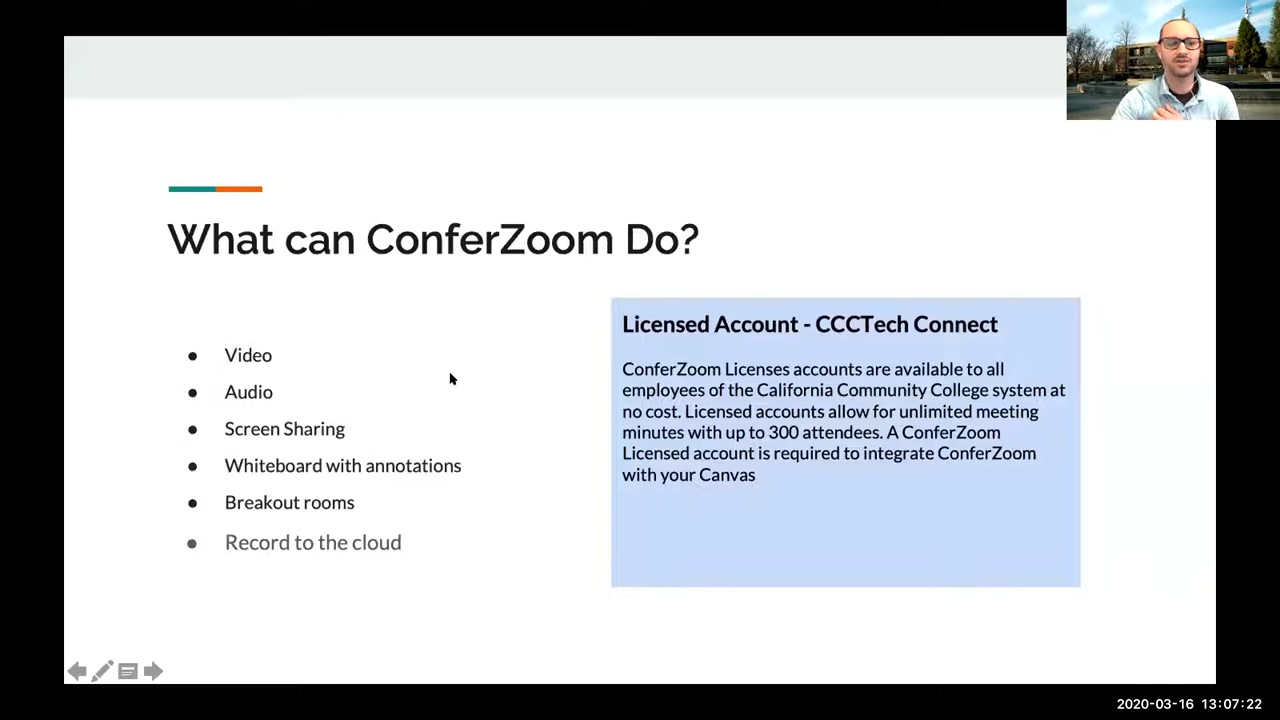 What can ConferZoom Do?
Video
Audio
Screen Sharing
Whiteboard with annotations
Breakout rooms
Record to the cloud
Licensed Account - CCCTech Connect
ConferZoom Licenses accounts are available to all
employees of the California Community College system at
no cost. Licensed accounts allow for unlimited meeting
minutes with up to 300 attendees. A ConferZoom
Licensed account is required to integrate ConferZoom
with your Canvas
2020-03-16 13:07:22